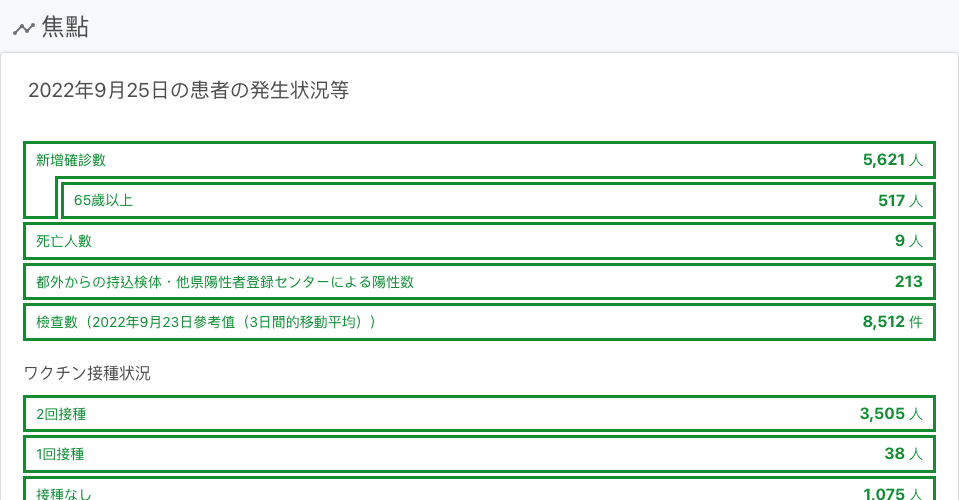 焦點
2022年9月25日の患者の発生状況等
新增確診數 5,621 人
65歲以上 517 人
死亡人數 9 人
都外からの持込検体・他県陽性者登録センターによる陽性数 213
檢查數（2022年9月23日參考值（3日間的移動平均）） 8,512 件
ワクチン接種状況
2回接種 3,505 人
1回接種 38 人
接種なし 1,075 人